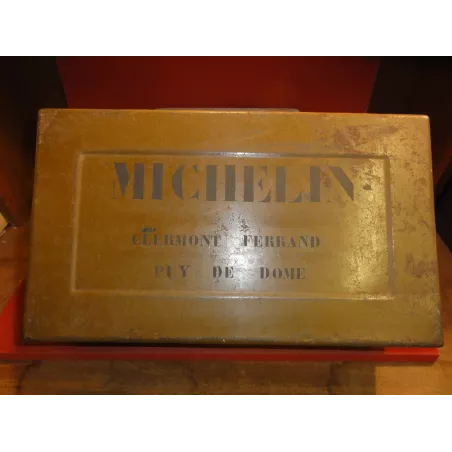 MICHELIN
CLERMONT FERRAND
PUY DE DOME